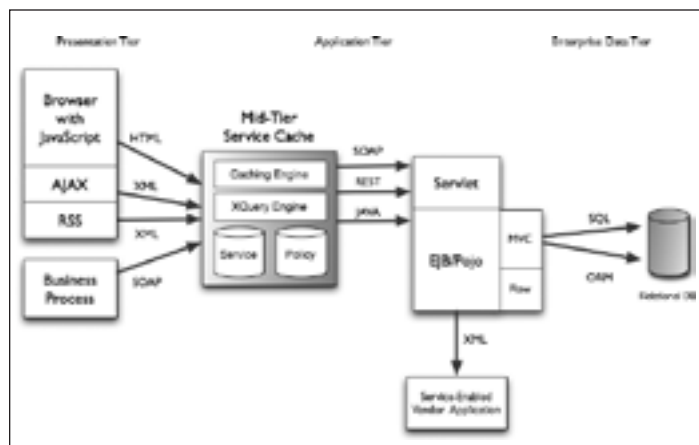 Presentation Tier
Application Tier
Enterprise Data Tier
Browser
with
JavaScript
AJAX
RSS
Business
Process
HTML
XML
XML
SOAP
Mid-Tier
Service Cache
Caching Engine
XQuery Engine
Service
Policy
SOAP
REST
JAVA
Servlet
EJB/Pojo
MVC
Flow
SQL
ORM
Relational DB
XML
Service-Enabled
Vendor Application